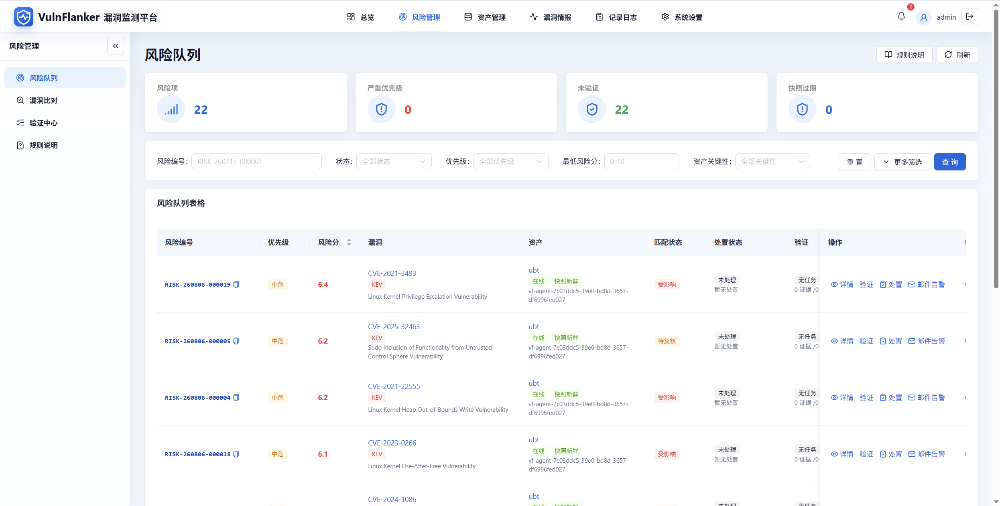 VulnFlanker 漏洞监测平台
总览
风险管理
资产管理
漏洞情报
记录日志
系统设置
1
admin
风险管理
风险队列
漏洞比对
验证中心
规则说明
风险队列
规则说明
刷新
风险项
22
严重优先级
0
未验证
22
快照过期
0
风险编号: RISK-260717-000001
状态: 全部状态
优先级: 全部优先级
最低风险分: 0-10
资产关键性: 全部关键性
重 置
更多筛选
查 询
风险队列表格
风险编号 优先级 风险分 漏洞 资产 匹配状态 处置状态 验证 操作
RISK-260806-000019
中危
6.4
CVE-2021-3493
KEV
Linux Kernel Privilege Escalation Vulnerability
ubt
在线 快照新鲜
vf-agent-7c03ddc5-39e0-bd8d-3657-
df6996fed027
受影响
未处理
暂无处置
无任务
0 证据 /0
详情 验证 处置 邮件告警
RISK-260806-000005
中危
6.2
CVE-2025-32463
KEV
Sudo Inclusion of Functionality from Untrusted
Control Sphere Vulnerability
ubt
在线 快照新鲜
vf-agent-7c03ddc5-39e0-bd8d-3657-
df6996fed027
待复核
未处理
暂无处置
无任务
0 证据 /0
详情 验证 处置 邮件告警
RISK-260806-000004
中危
6.2
CVE-2021-22555
KEV
Linux Kernel Heap Out-of-Bounds Write Vulnerability
ubt
在线 快照新鲜
vf-agent-7c03ddc5-39e0-bd8d-3657-
df6996fed027
受影响
未处理
暂无处置
无任务
0 证据 /0
详情 验证 处置 邮件告警
RISK-260806-000018
中危
6.1
CVE-2023-0266
KEV
Linux Kernel Use-After-Free Vulnerability
ubt
在线 快照新鲜
vf-agent-7c03ddc5-39e0-bd8d-3657-
df6996fed027
受影响
未处理
暂无处置
无任务
0 证据 /0
详情 验证 处置 邮件告警
CVE-2024-1086
ubt
在线 快照新鲜
未处理
无任务